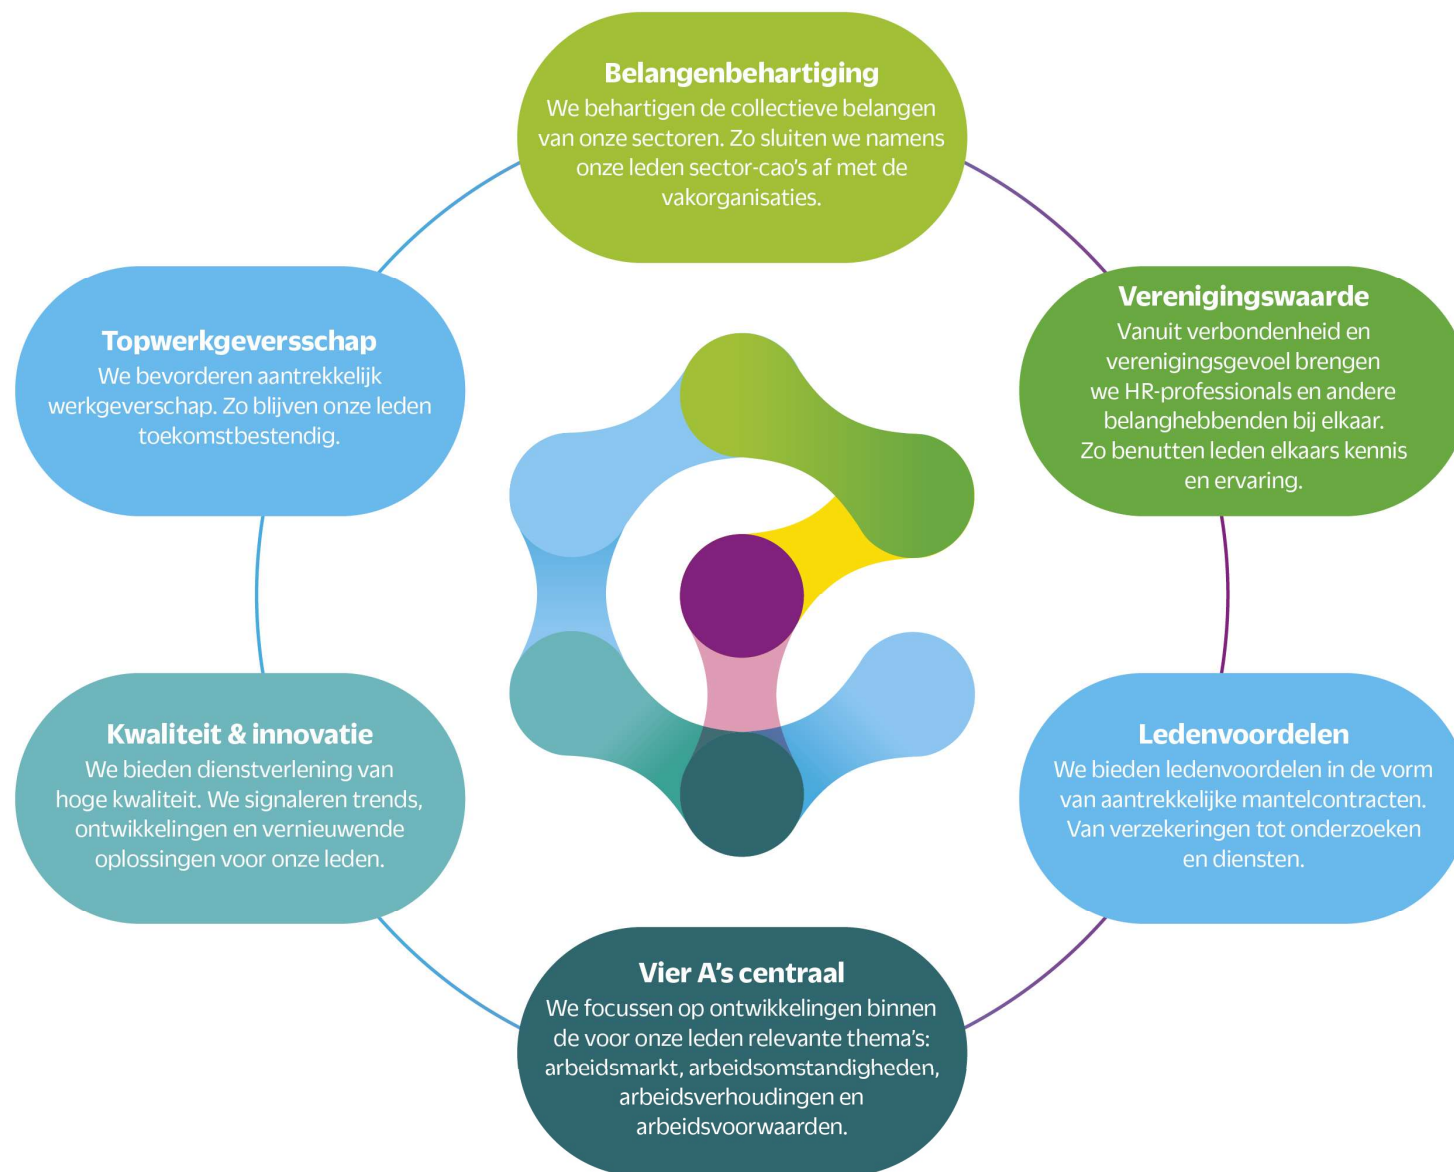 Belangenbehartiging
We behartigen de collectieve belangen
van onze sectoren. Zo sluiten we namens
onze leden sector-cao's af met de
vakorganisaties.
Verenigingswaarde
Vanuit verbondenheid en
verenigingsgevoel brengen
we HR-professionals en andere
belanghebbenden bij elkaar.
Zo benutten leden elkaars kennis
en ervaring.
Topwerkgeversschap
We bevorderen aantrekkelijk
werkgeverschap. Zo blijven onze leden
toekomstbestendig.
Kwaliteit & innovatie
We bieden dienstverlening van
hoge kwaliteit. We signaleren trends,
ontwikkelingen en vernieuwende
oplossingen voor onze leden.
Ledenvoordelen
We bieden ledenvoordelen in de vorm
van aantrekkelijke mantelcontracten.
Van verzekeringen tot onderzoeken
en diensten.
Vier A's centraal
We focussen op ontwikkelingen binnen
de voor onze leden relevante thema's:
arbeidsmarkt, arbeidsomstandigheden,
arbeidsverhoudingen en
arbeidsvoorwaarden.